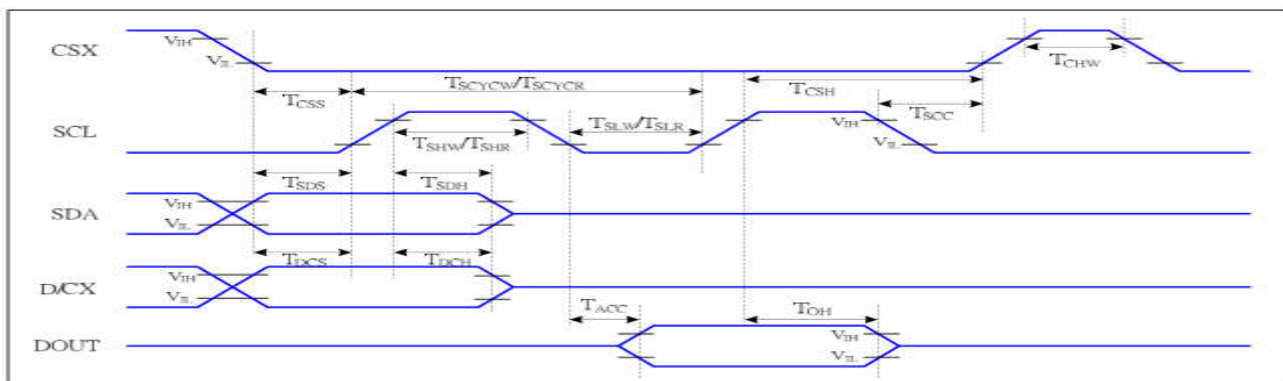 CSX
VIH
VIL
TCSS
TSCYCW/TSCYCR
TCSH
TCHW
SCL
TSHW/TSHR
TSLW/TSLR
VIH
VIL
TSCC
SDA
VIH
VIL
TSDS
TSDH
D/CX
VIH
VIL
TDCS
TDCH
DOUT
TACC
TOH
VIH
VIL